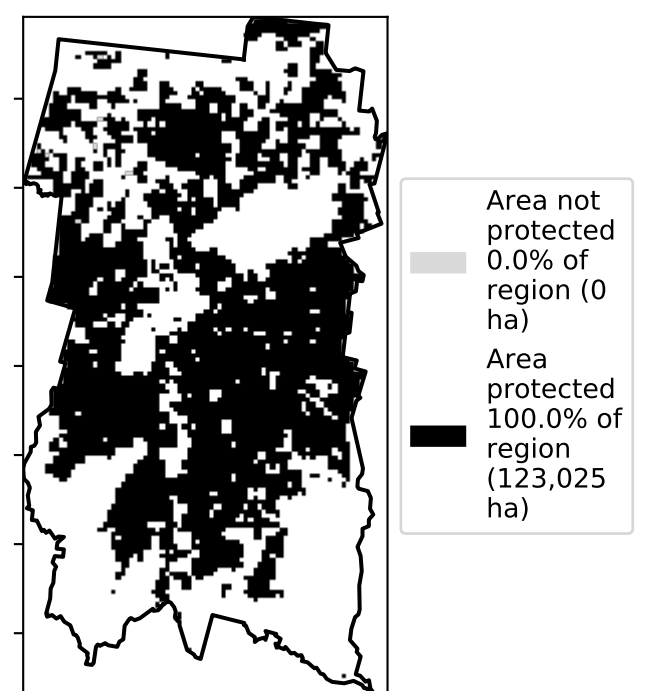 Area not
protected
0.0% of
region (0
ha)
Area
protected
100.0% of
region
(123,025
ha)